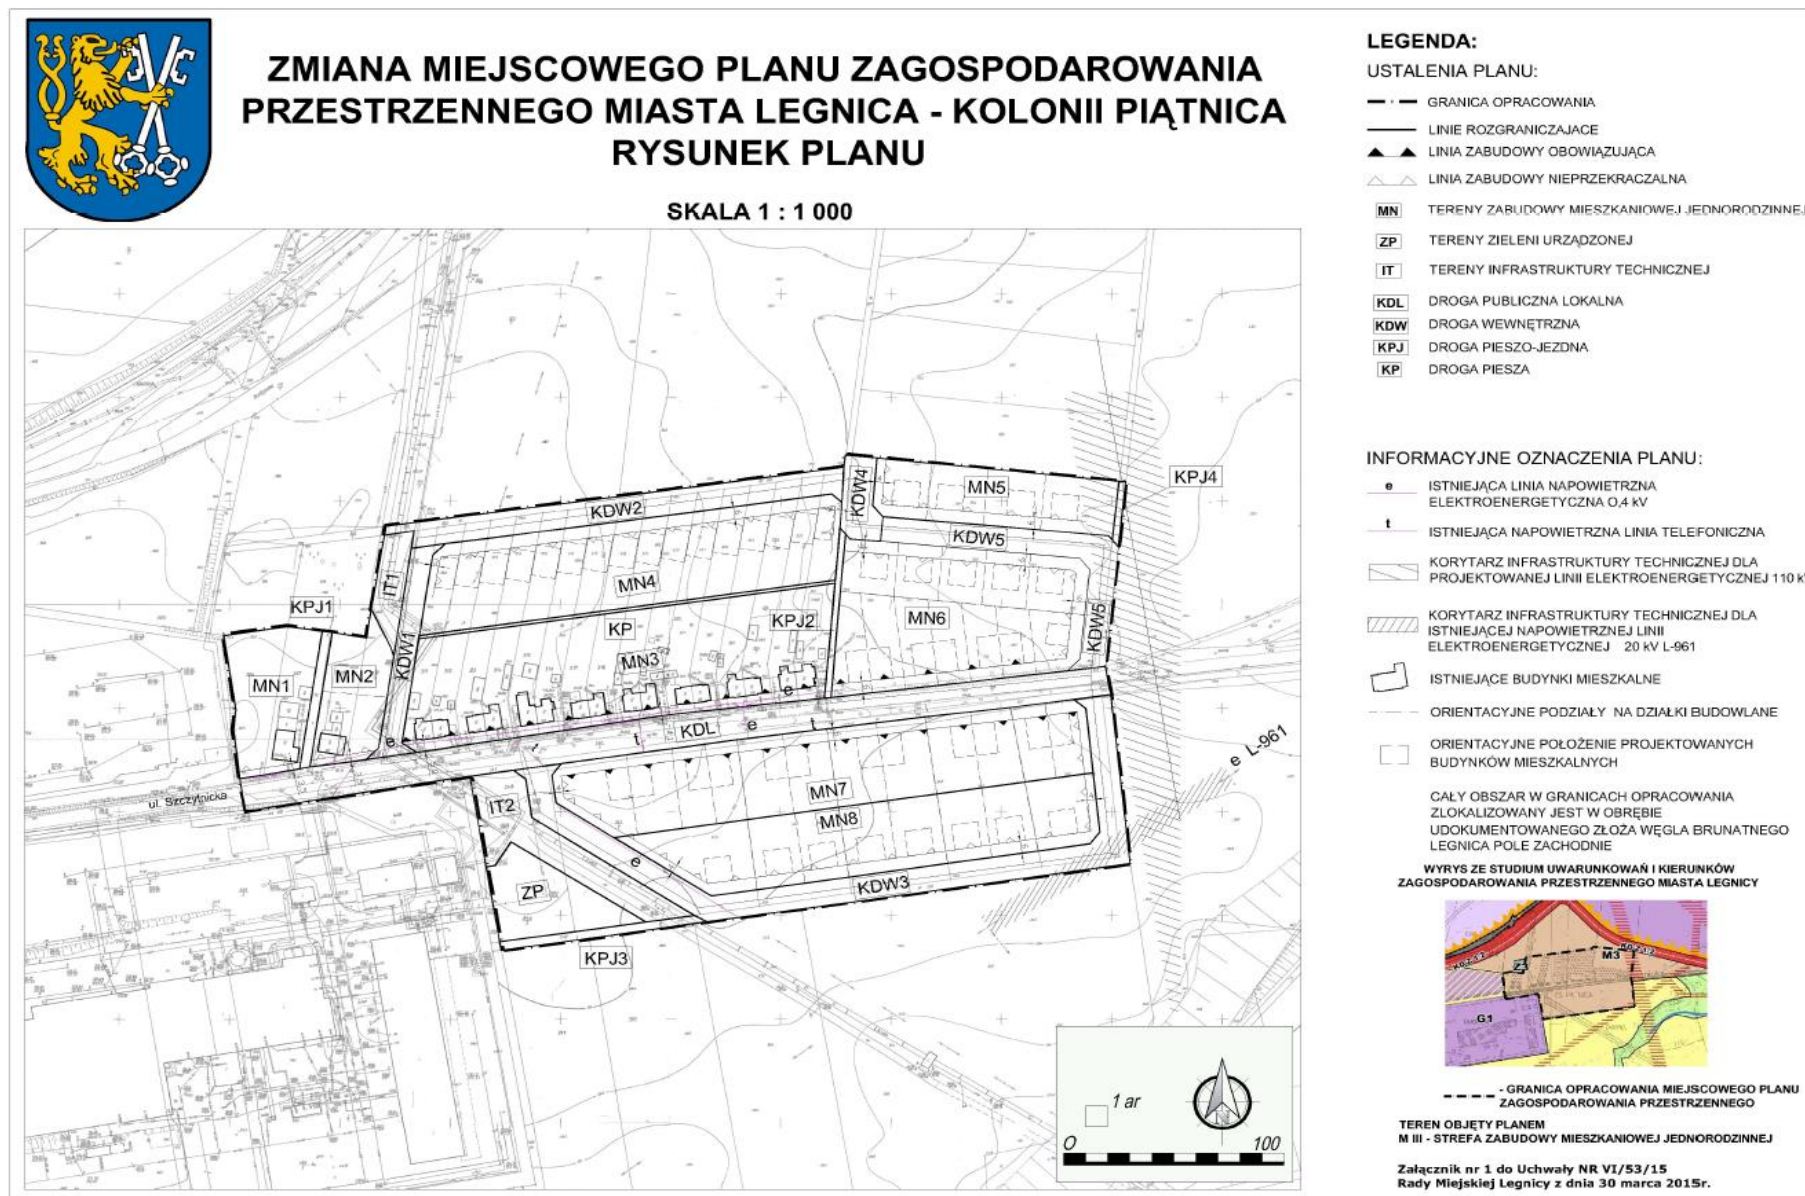 ZMIANA MIEJSCOWEGO PLANU ZAGOSPODAROWANIA
PRZESTRZENNEGO MIASTA LEGNICA - KOLONII PIĄTNICA
RYSUNEK PLANU
SKALA 1 : 1 000
KPJ4
MN5
KDW4
KDW2
KDW5
MN4
IT1
KPJ1
KP
KPJ2
MN6
KDW5
KDW1
MN3
MN2
MN1
e
e
KDL
e
t
t
t
e L-961
ul. Szczytnicka
IT2
MN7
MN8
e
ZP
KDW3
KPJ3
1 ar
N
0 100
LEGENDA:
USTALENIA PLANU:
GRANICA OPRACOWANIA
LINIE ROZGRANICZAJACE
LINIA ZABUDOWY OBOWIĄZUJĄCA
LINIA ZABUDOWY NIEPRZEKRACZALNA
MN TERENY ZABUDOWY MIESZKANIOWEJ JEDNORODZINNEJ
ZP TERENY ZIELENI URZĄDZONEJ
IT TERENY INFRASTRUKTURY TECHNICZNEJ
KDL DROGA PUBLICZNA LOKALNA
KDW DROGA WEWNĘTRZNA
KPJ DROGA PIESZO-JEZDNA
KP DROGA PIESZA
INFORMACYJNE OZNACZENIA PLANU:
e ISTNIEJĄCA LINIA NAPOWIETRZNA
ELEKTROENERGETYCZNA O,4 kV
t ISTNIEJĄCA NAPOWIETRZNA LINIA TELEFONICZNA
KORYTARZ INFRASTRUKTURY TECHNICZNEJ DLA
PROJEKTOWANEJ LINII ELEKTROENERGETYCZNEJ 110 kV
KORYTARZ INFRASTRUKTURY TECHNICZNEJ DLA
ISTNIEJĄCEJ NAPOWIETRZNEJ LINII
ELEKTROENERGETYCZNEJ 20 kV L-961
ISTNIEJĄCE BUDYNKI MIESZKALNE
ORIENTACYJNE PODZIAŁY NA DZIAŁKI BUDOWLANE
ORIENTACYJNE POŁOŻENIE PROJEKTOWANYCH
BUDYNKÓW MIESZKALNYCH
CAŁY OBSZAR W GRANICACH OPRACOWANIA
ZLOKALIZOWANY JEST W OBRĘBIE
UDOKUMENTOWANEGO ZŁOŻA WĘGLA BRUNATNEGO
LEGNICA POLE ZACHODNIE
WYRYS ZE STUDIUM UWARUNKOWAŃ I KIERUNKÓW
ZAGOSPODAROWANIA PRZESTRZENNEGO MIASTA LEGNICY
M3
G1
- GRANICA OPRACOWANIA MIEJSCOWEGO PLANU
ZAGOSPODAROWANIA PRZESTRZENNEGO
TEREN OBJĘTY PLANEM
M III - STREFA ZABUDOWY MIESZKANIOWEJ JEDNORODZINNEJ
Załącznik nr 1 do Uchwały NR VI/53/15
Rady Miejskiej Legnicy z dnia 30 marca 2015r.